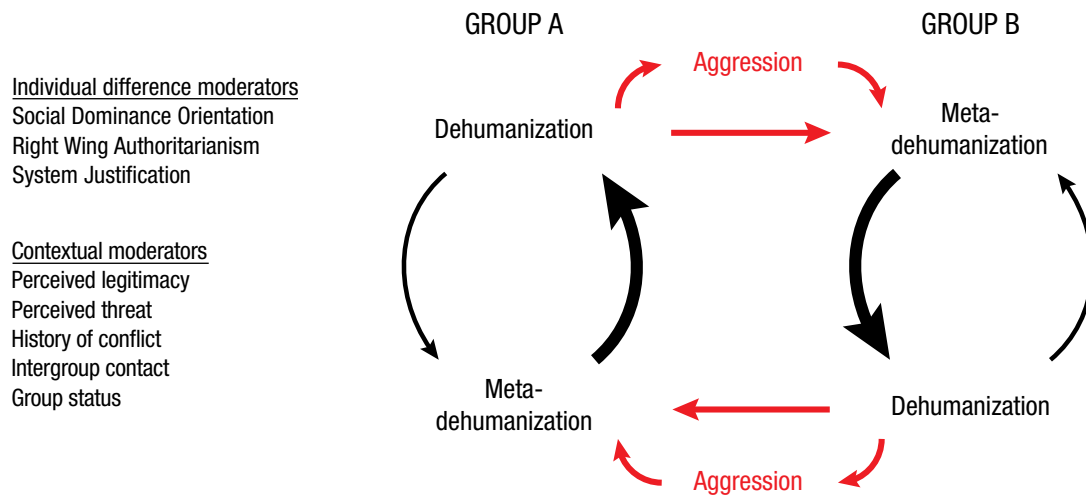 GROUP A
GROUP B
Individual difference moderators
Social Dominance Orientation
Right Wing Authoritarianism
System Justification
Contextual moderators
Perceived legitimacy
Perceived threat
History of conflict
Intergroup contact
Group status
Aggression
Dehumanization
Meta-
dehumanization
Meta-
dehumanization
Dehumanization
Aggression